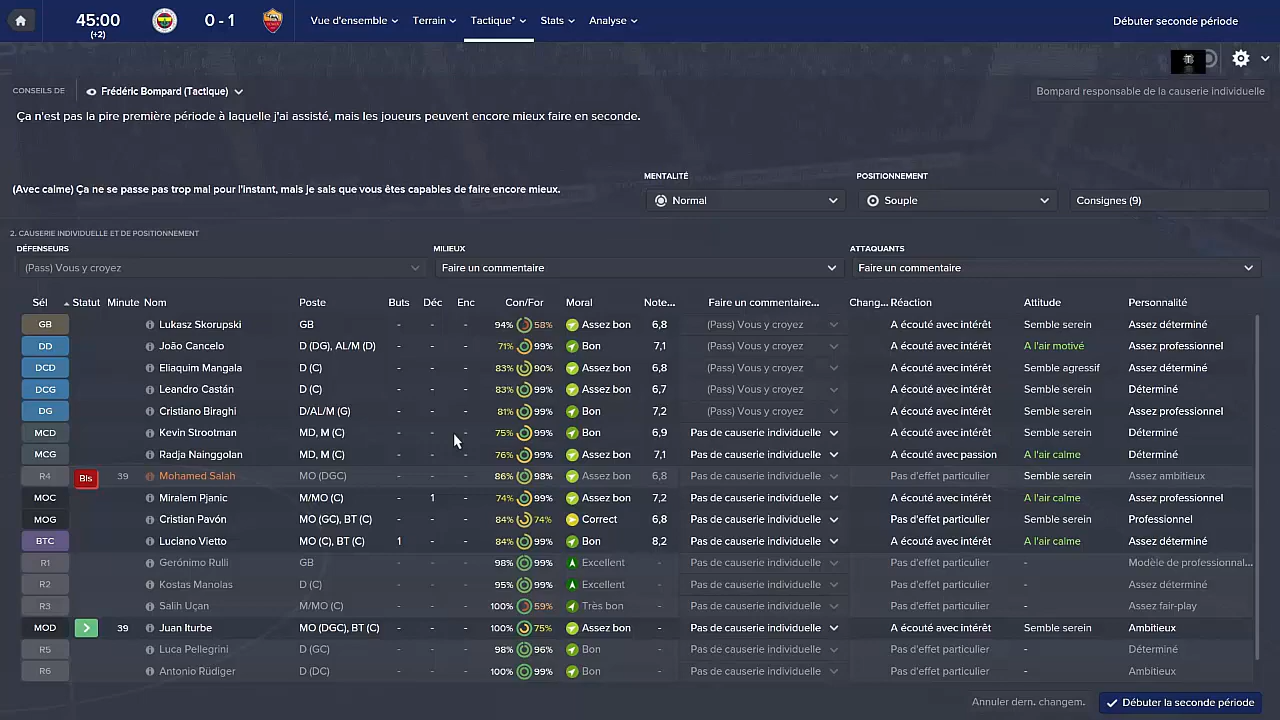 45:00 0 - 1 Vue d'ensemble Terrain Tactique* Stats Analyse Débuter seconde période
(+2)
CONSEILS DE Frédéric Bompard (Tactique) Bompard responsable de la causerie individuelle
Ça n'est pas la pire première période à laquelle j'ai assisté, mais les joueurs peuvent encore mieux faire en seconde.
MENTALITÉ POSITIONNEMENT
(Avec calme) Ça ne se passe pas trop mal pour l'instant, mais je sais que vous êtes capables de faire encore mieux.
Normal Souple Consignes (9)
2. CAUSERIE INDIVIDUELLE ET DE POSITIONNEMENT
DÉFENSEURS MILIEUX ATTAQUANTS
(Pass) Vous y croyez Faire un commentaire Faire un commentaire
Sél Statut Minute Nom Poste Buts Déc Enc Con/For Moral Note... Faire un commentaire... Chang... Réaction Attitude Personnalité
GB Lukasz Skorupski GB - - - 94% 58% Assez bon 6,8 (Pass) Vous y croyez A écouté avec intérêt Semble serein Assez déterminé
DD João Cancelo D (DG), AL/M (D) - - - 71% 99% Bon 7,1 (Pass) Vous y croyez A écouté avec intérêt A l'air motivé Assez professionnel
DCD Eliaquim Mangala D (C) - - - 83% 90% Assez bon 6,8 (Pass) Vous y croyez A écouté avec intérêt Semble agressif Assez déterminé
DCG Leandro Castán D (C) - - - 83% 99% Assez bon 6,7 (Pass) Vous y croyez A écouté avec intérêt Semble serein Déterminé
DG Cristiano Biraghi D/AL/M (G) - - - 81% 99% Bon 7,2 (Pass) Vous y croyez A écouté avec intérêt Semble serein Assez professionnel
MCD Kevin Strootman MD, M (C) - - - 75% 99% Bon 6,9 Pas de causerie individuelle A écouté avec intérêt Semble serein Déterminé
MCG Radja Nainggolan MD, M (C) - - - 76% 99% Assez bon 7,1 Pas de causerie individuelle A écouté avec passion A l'air calme Déterminé
R4 Bls 39 Mohamed Salah MO (DGC) - - - 86% 98% Assez bon 6,8 Pas de causerie individuelle Pas d'effet particulier Semble serein Assez ambitieux
MOC Miralem Pjanic M/MO (C) - 1 - 74% 99% Assez bon 7,2 Pas de causerie individuelle Pas d'effet particulier A l'air calme Assez professionnel
MOG Cristian Pavón MO (GC), BT (C) - - - 84% 74% Correct 6,8 Pas de causerie individuelle Pas d'effet particulier Semble serein Professionnel
BTC Luciano Vietto MO (C), BT (C) 1 - - 84% 99% Bon 8,2 Pas de causerie individuelle Pas d'effet particulier A l'air calme Assez déterminé
R1 Gerónimo Rulli GB - - - 98% 99% Excellent - Pas de causerie individuelle Pas d'effet particulier - Modèle de professionnal...
R2 Kostas Manolas D (C) - - - 95% 99% Excellent - Pas de causerie individuelle Pas d'effet particulier - Assez déterminé
R3 Salih Uçan M/MO (C) - - - 100% 59% Très bon - Pas de causerie individuelle Pas d'effet particulier - Assez fair-play
MOD 39 Juan Iturbe MO (DGC), BT (C) - - - 100% 75% Assez bon - Pas de causerie individuelle A écouté avec intérêt Semble serein Ambitieux
R5 Luca Pellegrini D (GC) - - - 98% 96% Bon - Pas de causerie individuelle Pas d'effet particulier - Déterminé
R6 Antonio Rüdiger D (DC) - - - 100% 99% Bon - Pas de causerie individuelle Pas d'effet particulier - Ambitieux
Annuler dern. changem. Débuter la seconde période